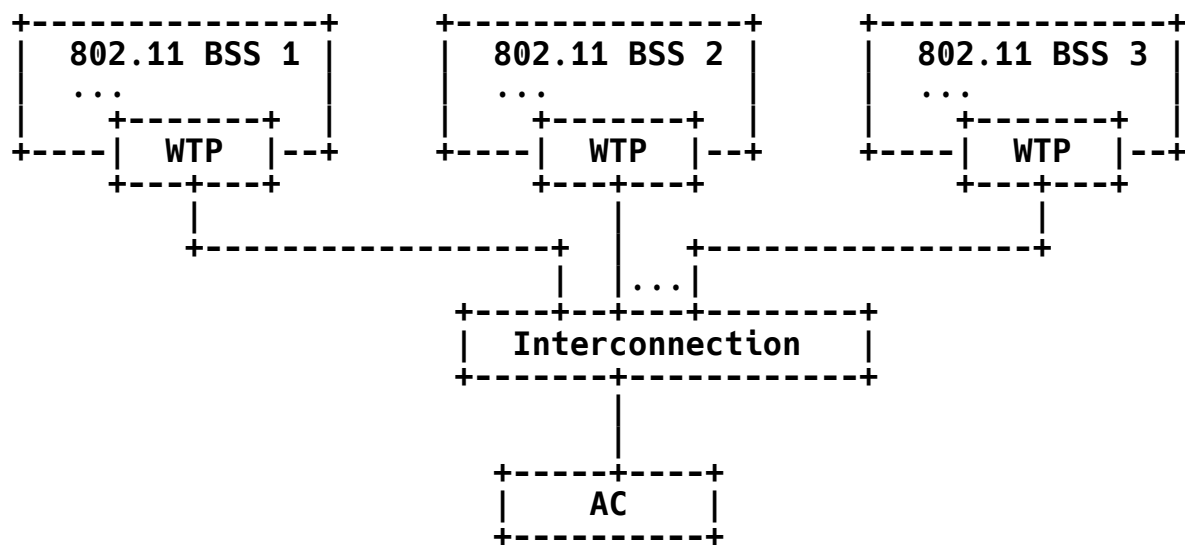 802.11 BSS 1 802.11 BSS 2 802.11 BSS 3
... ... ...
WTP WTP WTP
...
Interconnection
AC